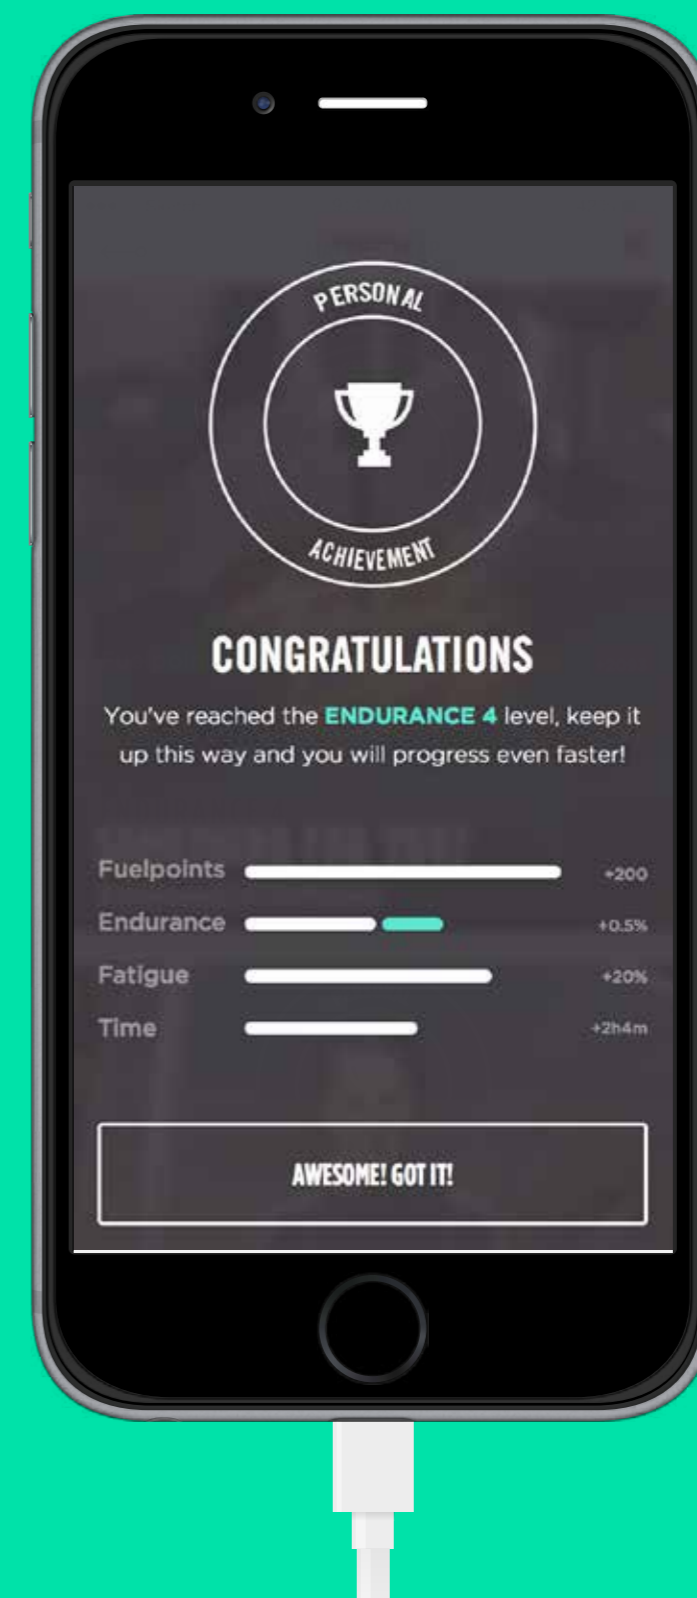 PERSONAL
ACHIEVEMENT
CONGRATULATIONS
You've reached the ENDURANCE 4 level, keep it
up this way and you will progress even faster!
Fuelpoints +200
Endurance +0.5%
Fatigue +20%
Time +2h4m
AWESOME! GOT IT!